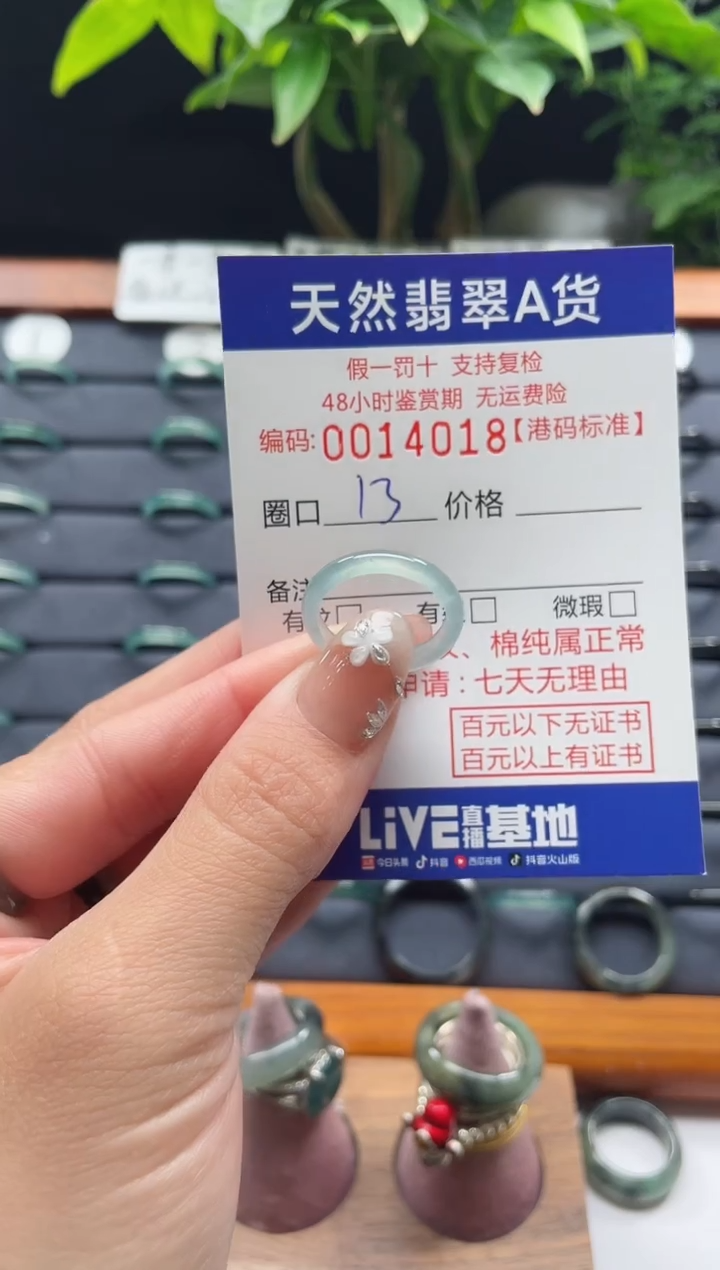 天然翡翠A货
假一罚十 支持复检
48小时鉴赏期 无运费险
编码:0014018【港码标准】
圈口 13 价格
备注
有 □ 有 □ 微瑕□
、棉纯属正常
申请:七天无理由
百元以下无证书
百元以上有证书
LiVE直播基地
今日头条 抖音 西瓜视频 抖音火山版